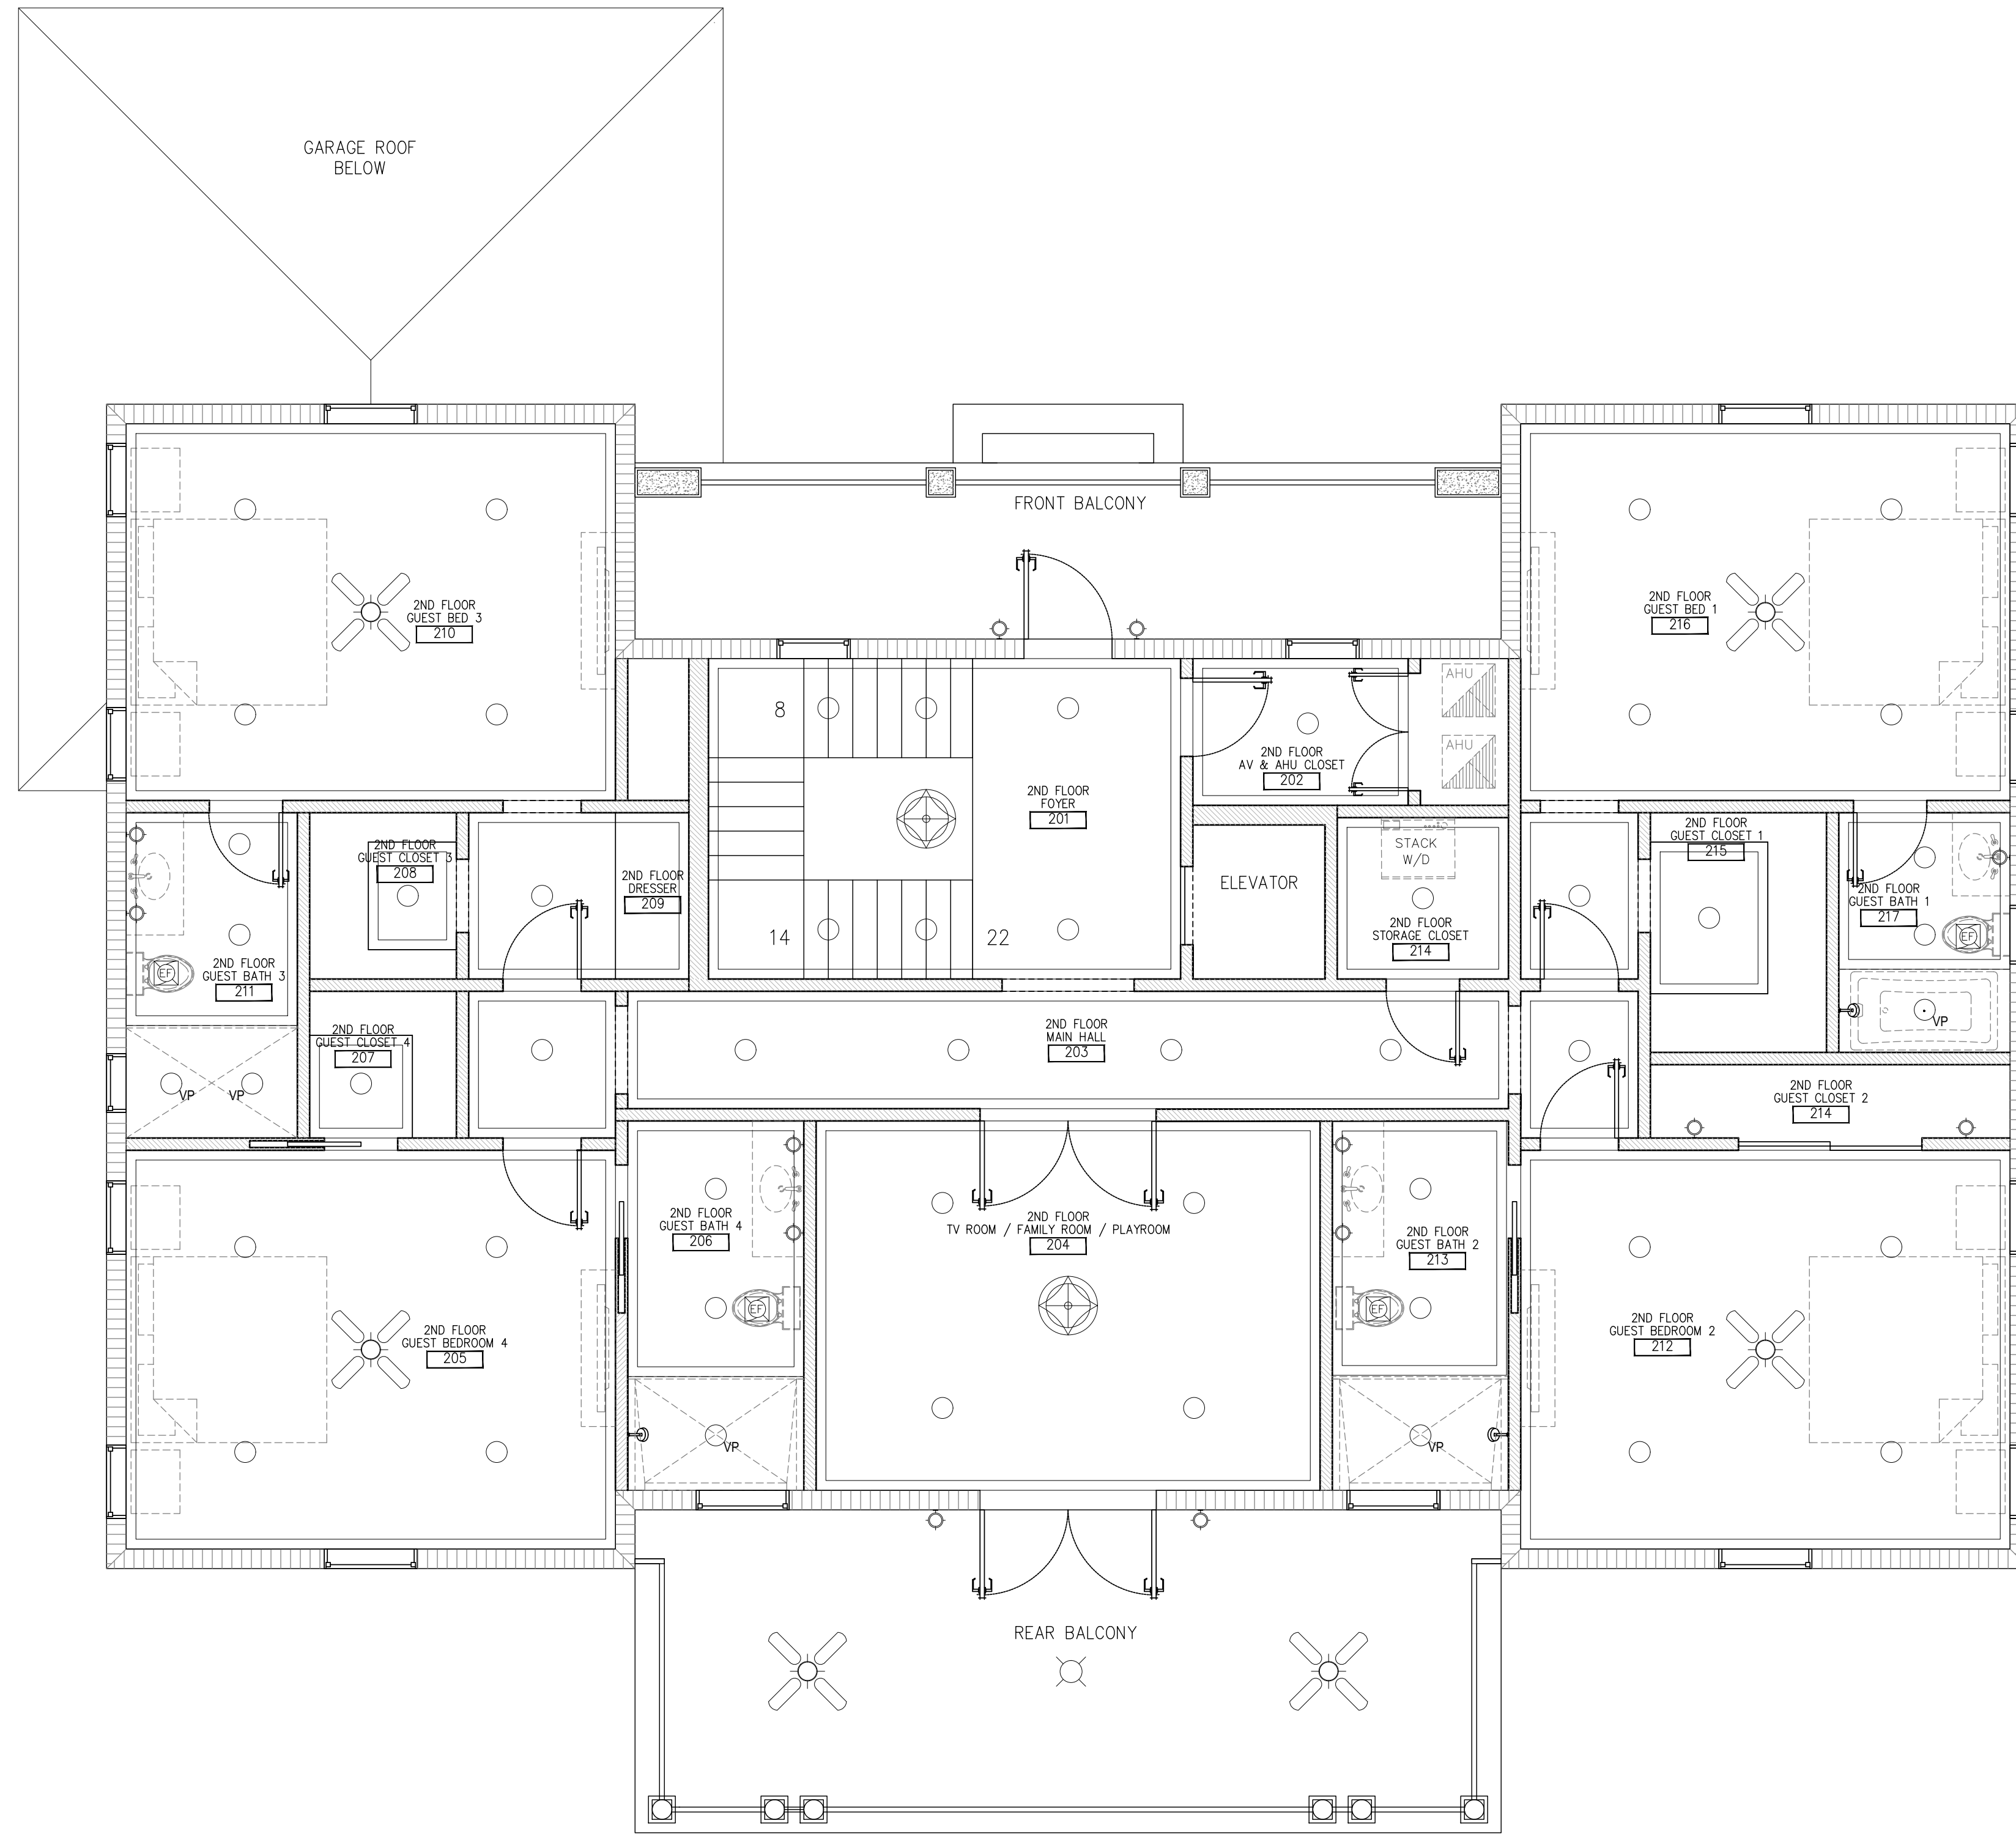 GARAGE ROOF
BELOW
FRONT BALCONY
2ND FLOOR
GUEST BED 3
210
2ND FLOOR
GUEST BED 1
216
8
14
22
2ND FLOOR
FOYER
201
2ND FLOOR
AV & AHU CLOSET
202
AHU
AHU
2ND FLOOR
GUEST CLOSET 3
208
2ND FLOOR
DRESSER
209
ELEVATOR
STACK
W/D
2ND FLOOR
STORAGE CLOSET
214
2ND FLOOR
GUEST CLOSET 1
215
2ND FLOOR
GUEST BATH 1
217
EF
VP
2ND FLOOR
GUEST BATH 3
211
EF
VP
VP
2ND FLOOR
GUEST CLOSET 4
207
2ND FLOOR
MAIN HALL
203
2ND FLOOR
GUEST CLOSET 2
214
2ND FLOOR
GUEST BATH 4
206
EF
VP
2ND FLOOR
TV ROOM / FAMILY ROOM / PLAYROOM
204
2ND FLOOR
GUEST BATH 2
213
EF
VP
2ND FLOOR
GUEST BEDROOM 4
205
2ND FLOOR
GUEST BEDROOM 2
212
REAR BALCONY